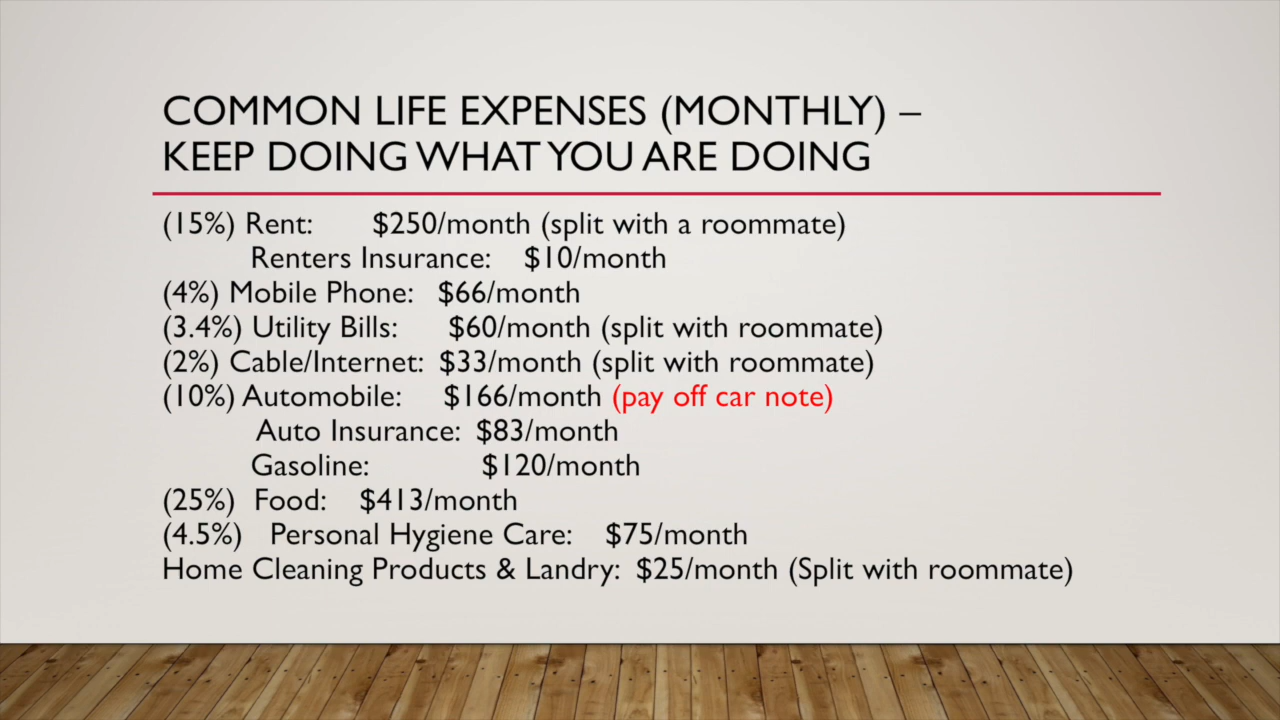 COMMON LIFE EXPENSES (MONTHLY) –
KEEP DOING WHAT YOU ARE DOING
(15%) Rent: $250/month (split with a roommate)
Renters Insurance: $10/month
(4%) Mobile Phone: $66/month
(3.4%) Utility Bills: $60/month (split with roommate)
(2%) Cable/Internet: $33/month (split with roommate)
(10%) Automobile: $166/month (pay off car note)
Auto Insurance: $83/month
Gasoline: $120/month
(25%) Food: $413/month
(4.5%) Personal Hygiene Care: $75/month
Home Cleaning Products & Landry: $25/month (Split with roommate)